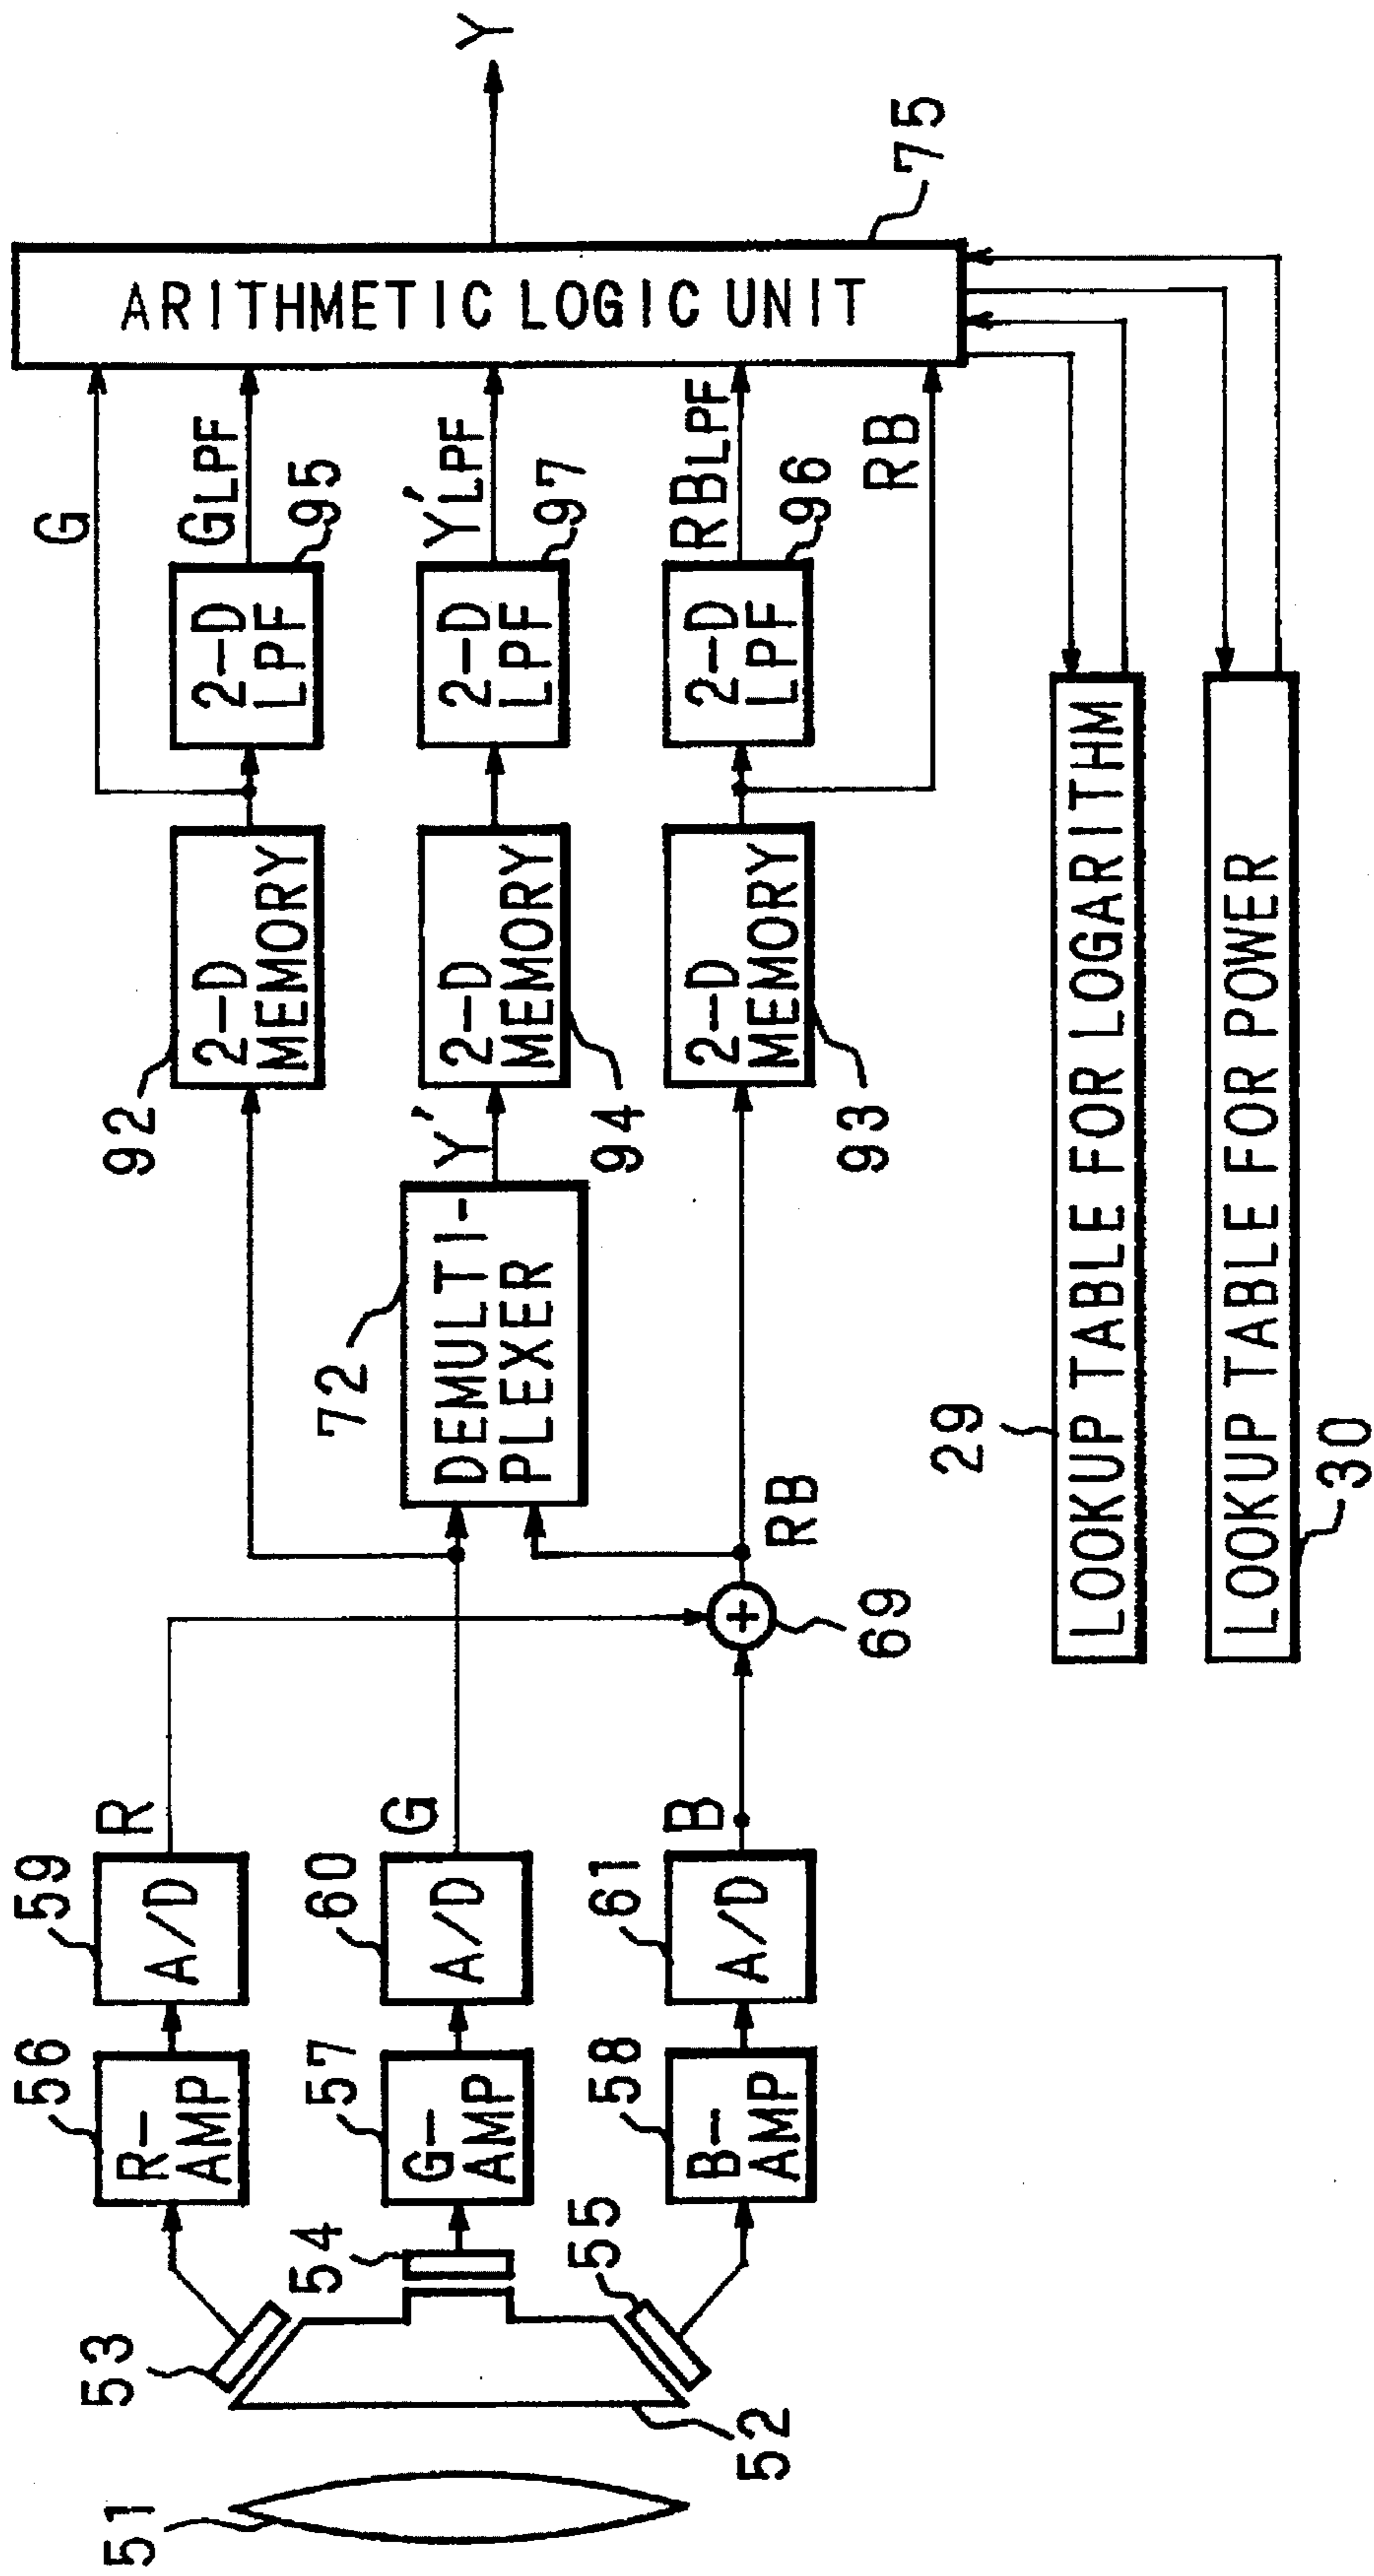 51
52
53
54
55
R-
AMP
56
G-
AMP
57
B-
AMP
58
A/D
59
A/D
60
A/D
61
R
G
B
69
RB
DEMULTI-
PLEXER
72
Y'
2-D
MEMORY
92
2-D
MEMORY
94
2-D
MEMORY
93
2-D
LPF
95
2-D
LPF
97
2-D
LPF
96
G
GLPF
Y'LPF
RBLPF
RB
ARITHMETIC LOGIC UNIT
75
Y
LOOKUP TABLE FOR LOGARITHM
29
LOOKUP TABLE FOR POWER
30